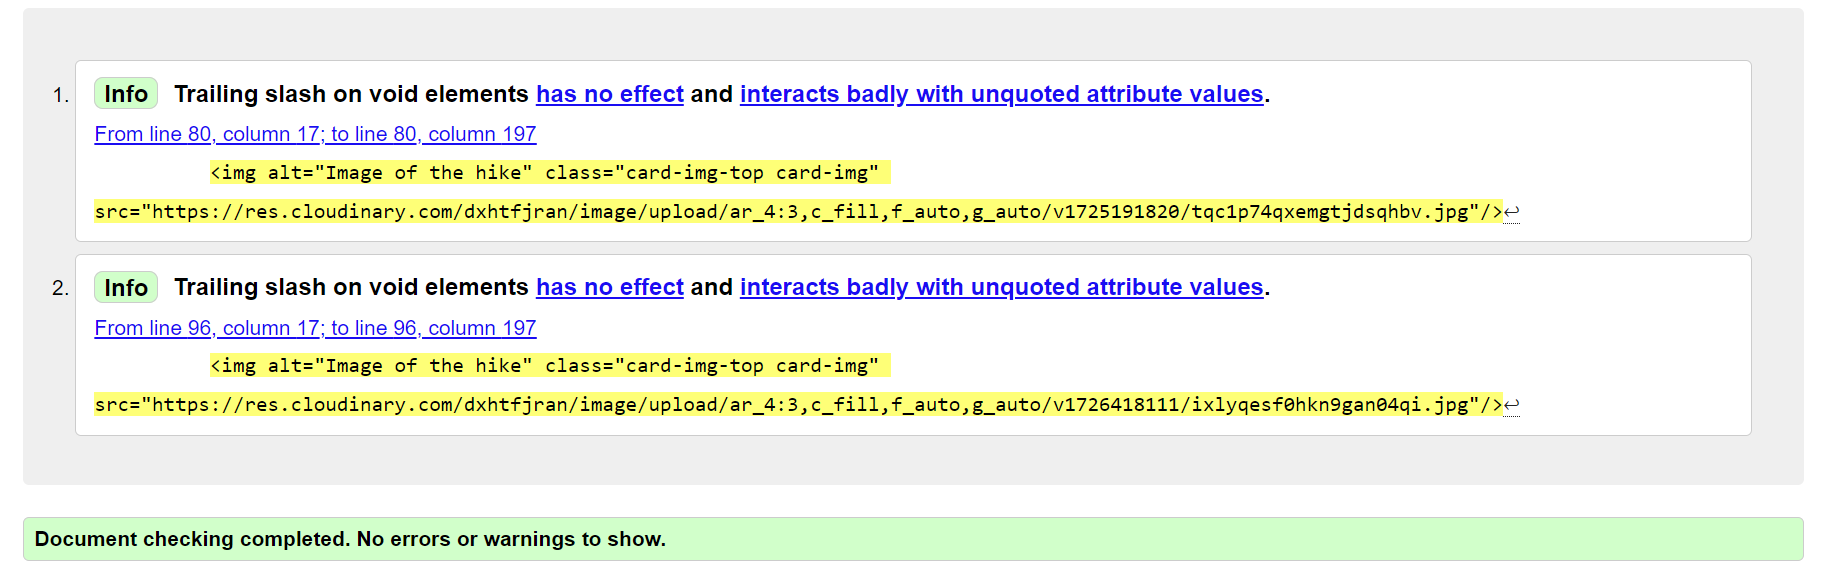 1. Info Trailing slash on void elements has no effect and interacts badly with unquoted attribute values.
From line 80, column 17; to line 80, column 197
<img alt="Image of the hike" class="card-img-top card-img"
src="https://res.cloudinary.com/dxhtfjran/image/upload/ar_4:3,c_fill,f_auto,g_auto/v1725191820/tqc1p74qxemgtjdsqhbv.jpg"/>↩
2. Info Trailing slash on void elements has no effect and interacts badly with unquoted attribute values.
From line 96, column 17; to line 96, column 197
<img alt="Image of the hike" class="card-img-top card-img"
src="https://res.cloudinary.com/dxhtfjran/image/upload/ar_4:3,c_fill,f_auto,g_auto/v1726418111/ixlyqesf0hkn9gan04qi.jpg"/>↩
Document checking completed. No errors or warnings to show.